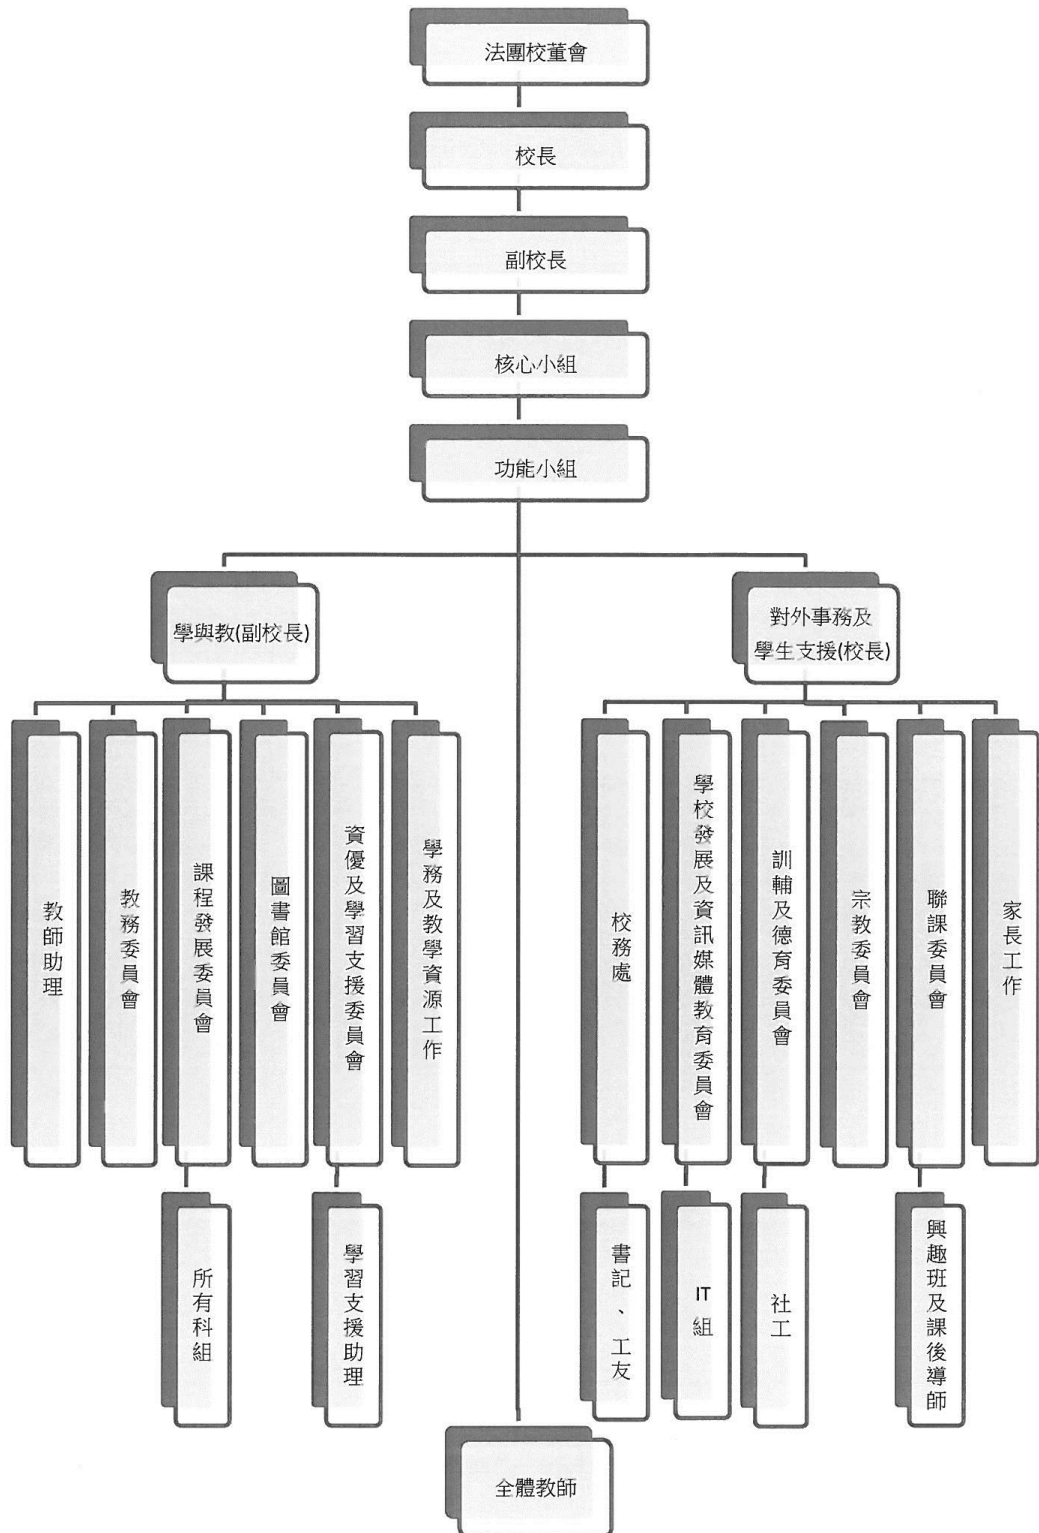 法團校董會
校長
副校長
核心小組
功能小組
學與教(副校長)
對外事務及
學生支援(校長)
教師助理
教務委員會
課程發展委員會
圖書館委員會
資優及學習支援委員會
學務及教學資源工作
校務處
學校發展及資訊媒體教育委員會
訓輔及德育委員會
宗教委員會
聯課委員會
家長工作
所有科組
學習支援助理
書記、工友
IT
組
社工
興趣班及課後導師
全體教師